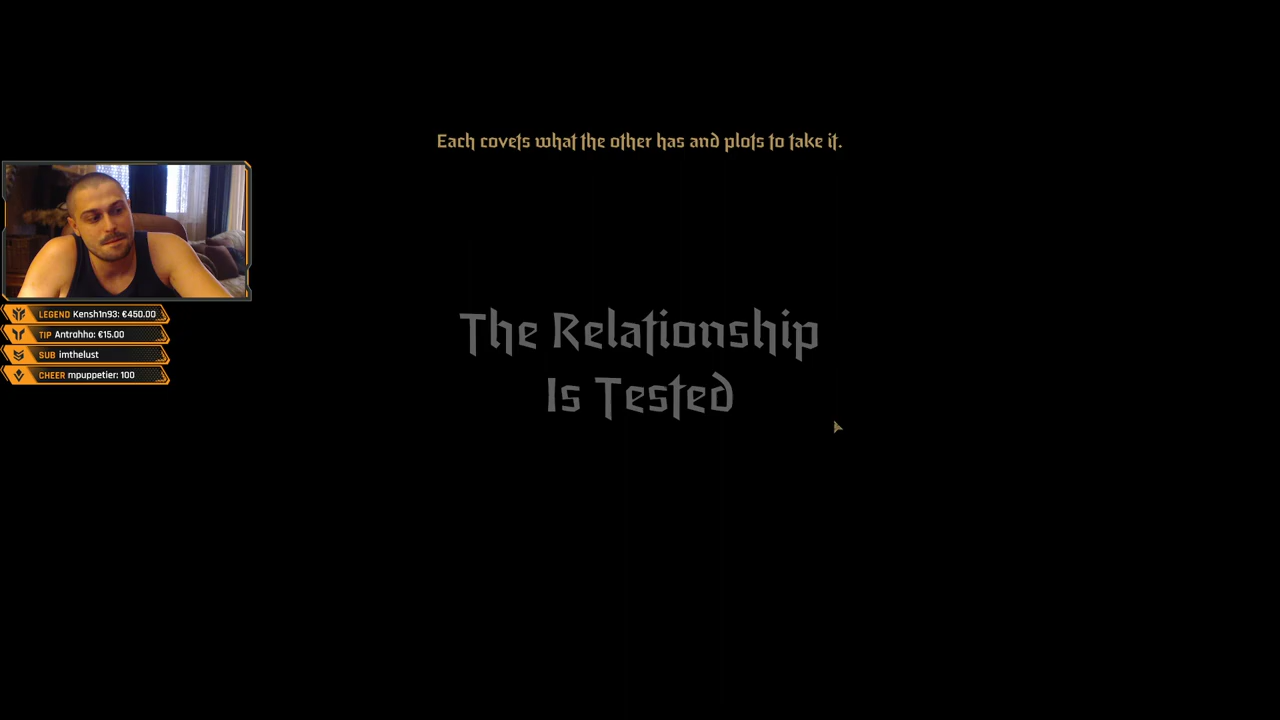 Each covets what the other has and plots to take it.
LEGEND Kensh1n93: €450.00
TIP Antrahho: €15.00
SUB imthelust
CHEER mpuppetier: 100
The Relationship
Is Tested